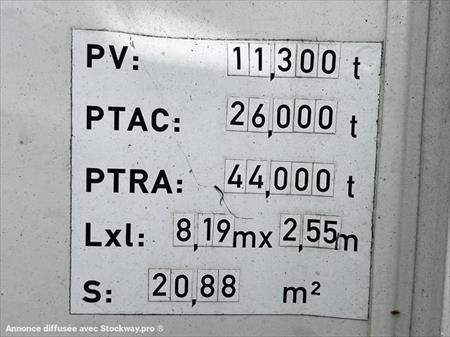 PV: 11,300 t
PTAC: 26,000 t
PTRA: 44,000 t
Lxl: 8,19mx 2,55m
S: 20,88 m²
Annonce diffusée avec Stockway.pro ®